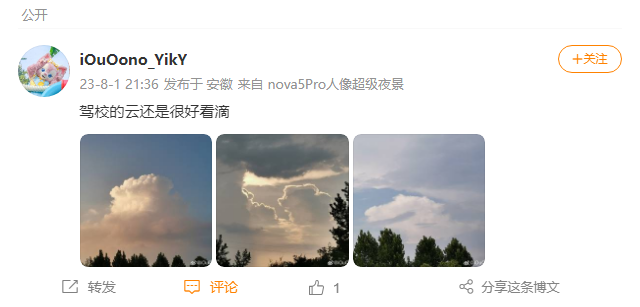 公开
iOuOono_YikY
+关注
23-8-1 21:36 发布于 安徽 来自 nova5Pro人像超级夜景
驾校的云还是很好看滴
转发
评论
1
分享这条博文